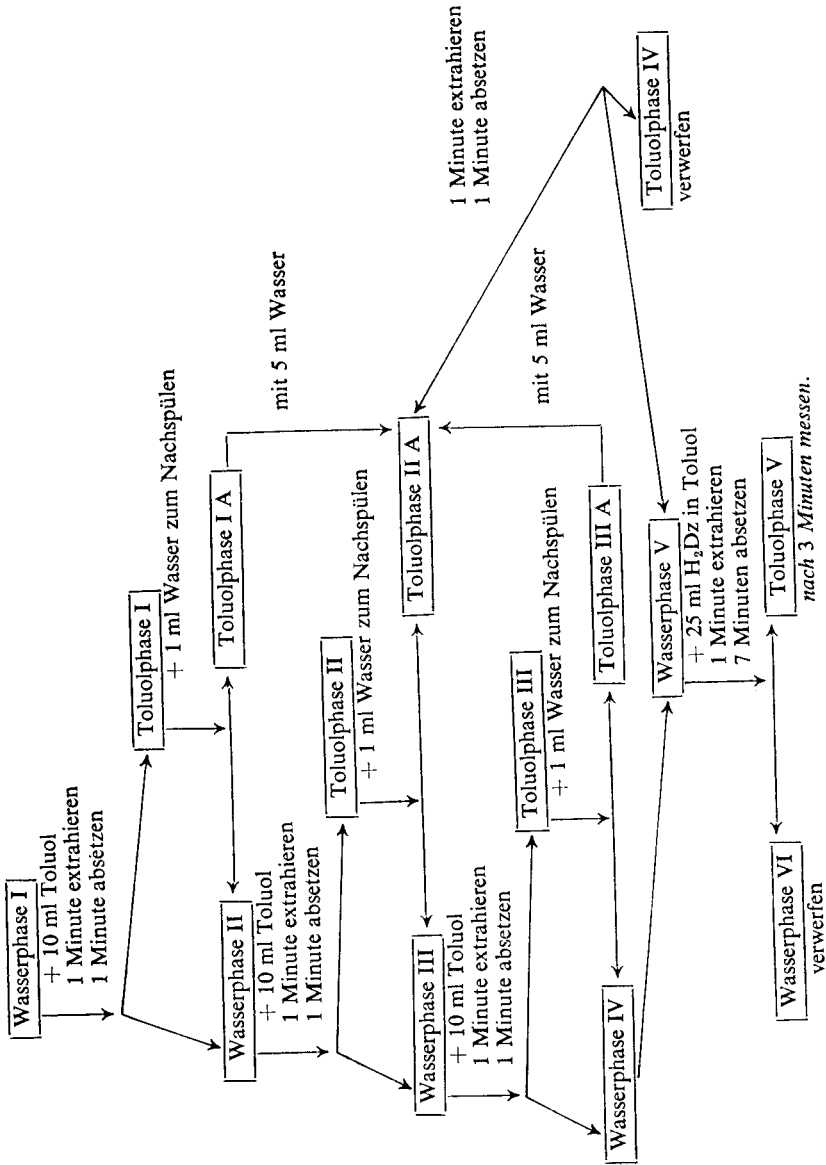 Wasserphase I
+ 10 ml Toluol
1 Minute extrahieren
1 Minute absetzen
Toluolphase I
+ 1 ml Wasser zum Nachspülen
Wasserphase II
+ 10 ml Toluol
1 Minute extrahieren
1 Minute absetzen
Toluolphase I A
mit 5 ml Wasser
Toluolphase II
+ 1 ml Wasser zum Nachspülen
Wasserphase III
+ 10 ml Toluol
1 Minute extrahieren
1 Minute absetzen
Toluolphase II A
1 Minute extrahieren
1 Minute absetzen
Toluolphase III
+ 1 ml Wasser zum Nachspülen
mit 5 ml Wasser
Wasserphase IV
Toluolphase III A
Toluolphase IV
verwerfen
Wasserphase V
+ 25 ml H₂Dz in Toluol
1 Minute extrahieren
7 Minuten absetzen
Wasserphase VI
verwerfen
Toluolphase V
nach 3 Minuten messen.